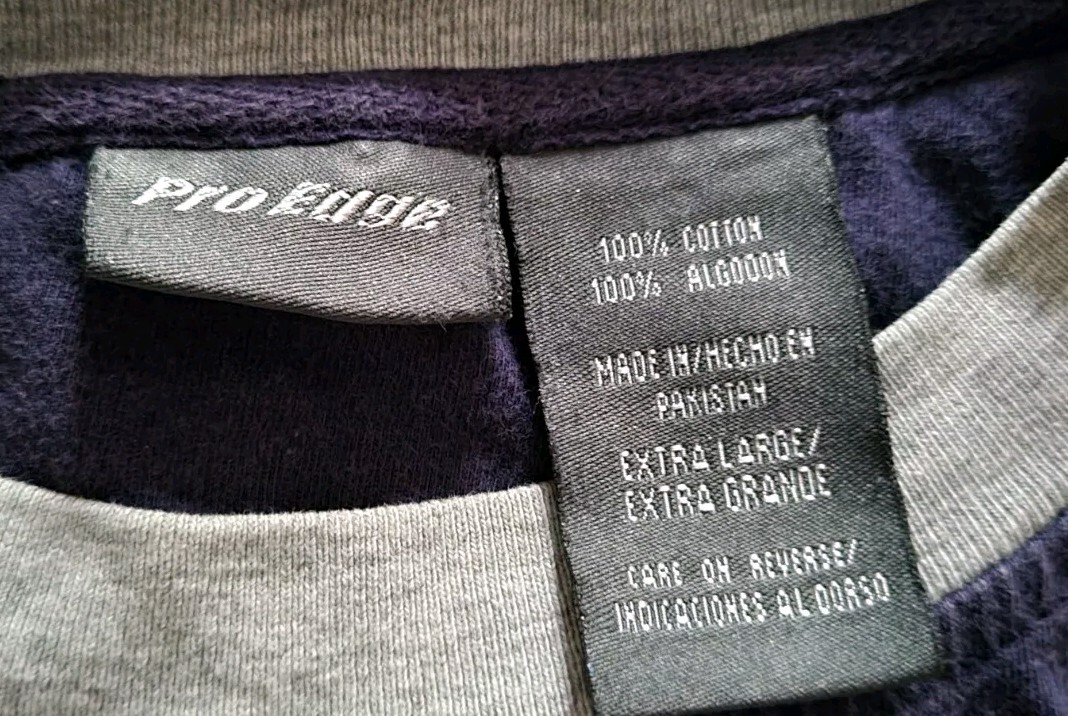 Pro Edge
100% COTTON
100% ALGODON
MADE IN/HECHO EN
PAKISTAN
EXTRA LARGE/
EXTRA GRANDE
CARE ON REVERSE/
INDICACIONES AL DORSO